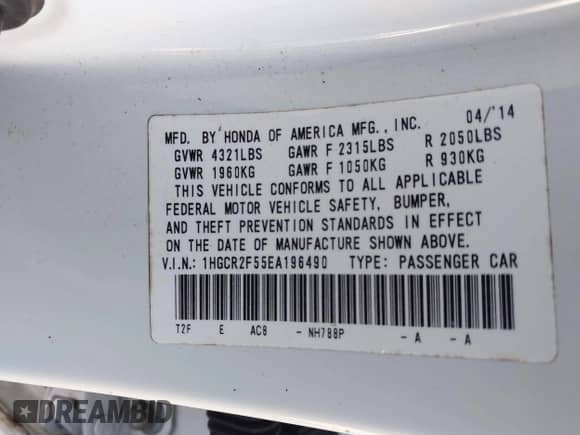 MFD. BY HONDA OF AMERICA MFG., INC. 04/'14
GVWR 4321LBS GAWR F 2315LBS R 2050LBS
GVWR 1960KG GAWR F 1050KG R 930KG
THIS VEHICLE CONFORMS TO ALL APPLICABLE
FEDERAL MOTOR VEHICLE SAFETY, BUMPER,
AND THEFT PREVENTION STANDARDS IN EFFECT
ON THE DATE OF MANUFACTURE SHOWN ABOVE.
V.I.N.: 1HGCR2F55EA196490 TYPE: PASSENGER CAR
T2F E AC8 - NH788P - A - A
DREAMBID